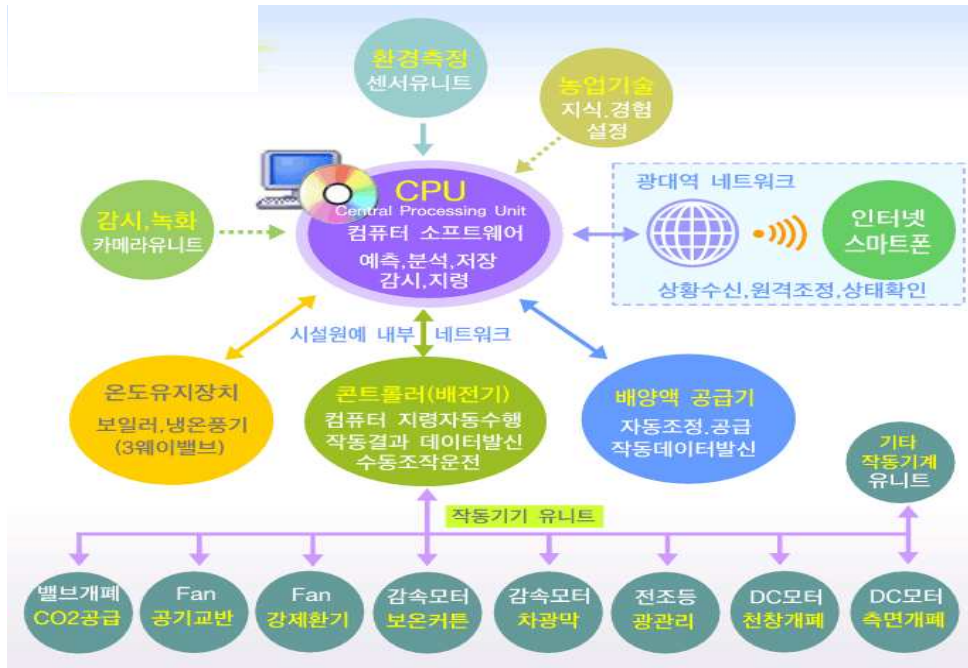 환경측정
센서유니트
농업기술
지식.경험
설정
CPU
Central Processing Unit
컴퓨터 소프트웨어
예측,분석,저장
감시,지령
감시,녹화
카메라유니트
광대역 네트워크
인터넷
스마트폰
상황수신,원격조정,상태확인
시설원예 내부 네트워크
온도유지장치
보일러,냉온풍기
(3웨이밸브)
콘트롤러(배전기)
컴퓨터 지령자동수행
작동결과 데이터발신
수동조작운전
배양액 공급기
자동조정.공급
작동데이터발신
기타
작동기계
유니트
작동기기 유니트
밸브개폐
CO2공급
Fan
공기교반
Fan
강제환기
감속모터
보온커튼
감속모터
차광막
전조등
광관리
DC모터
천창개폐
DC모터
측면개폐